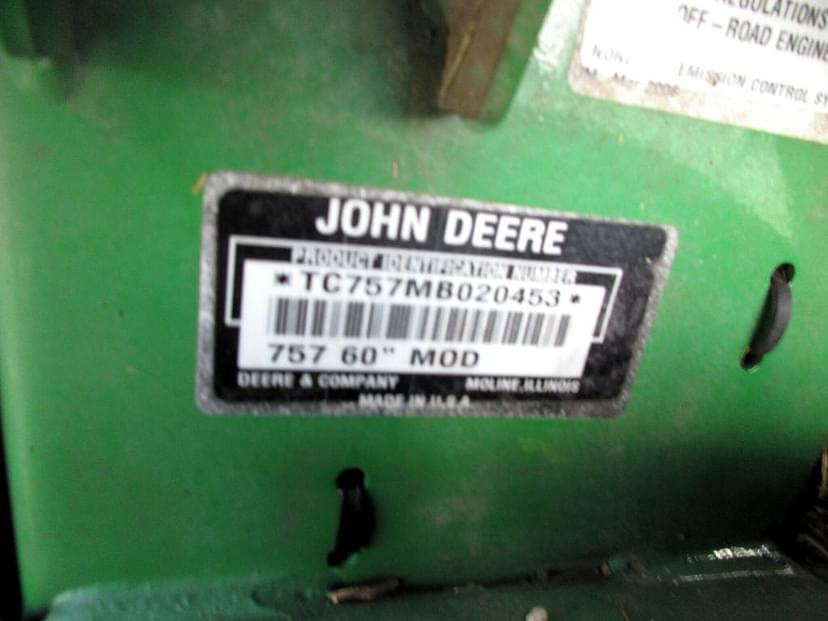 REGULATIONS
OFF-ROAD ENGINE
EMISSION CONTROL SY
JOHN DEERE
PRODUCT IDENTIFICATION NUMBER
*TC757MB020453*
757 60" MOD
DEERE & COMPANY MOLINE, ILLINOIS
MADE IN U.S.A